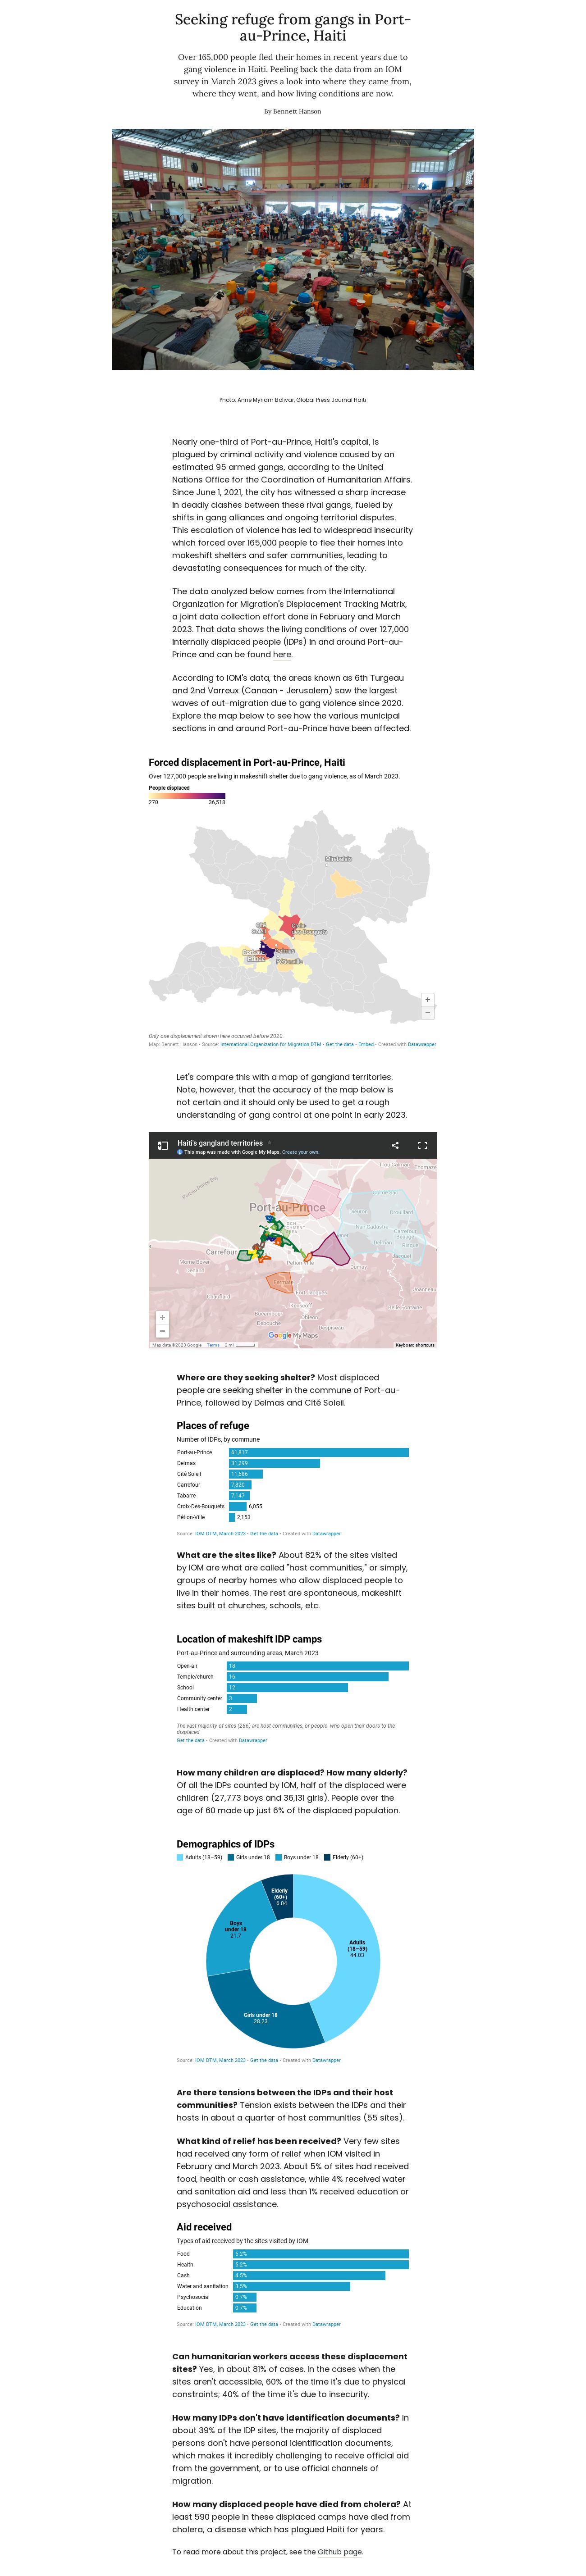 Seeking refuge from gangs in Port-
au-Prince, Haiti
Over 165,000 people fled their homes in recent years due to
gang violence in Haiti. Peeling back the data from an IOM
survey in March 2023 gives a look into where they came from,
where they went, and how living conditions are now.
By Bennett Hanson
Photo: Anne Myriam Bolivar, Global Press Journal Haiti
Nearly one-third of Port-au-Prince, Haiti's capital, is
plagued by criminal activity and violence caused by an
estimated 95 armed gangs, according to the United
Nations Office for the Coordination of Humanitarian Affairs.
Since June 1, 2021, the city has witnessed a sharp increase
in deadly clashes between these rival gangs, fueled by
shifts in gang alliances and ongoing territorial disputes.
This escalation of violence has led to widespread insecurity
which forced over 165,000 people to flee their homes into
makeshift shelters and safer communities, leading to
devastating consequences for much of the city.
The data analyzed below comes from the International
Organization for Migration's Displacement Tracking Matrix,
a joint data collection effort done in February and March
2023. That data shows the living conditions of over 127,000
internally displaced people (IDPs) in and around Port-au-
Prince and can be found here.
According to IOM's data, the areas known as 6th Turgeau
and 2nd Varreux (Canaan - Jerusalem) saw the largest
waves of out-migration due to gang violence since 2020.
Explore the map below to see how the various municipal
sections in and around Port-au-Prince have been affected.
Forced displacement in Port-au-Prince, Haiti
Over 127,000 people are living in makeshift shelter due to gang violence, as of March 2023.
People displaced
270 36,518
Mirebalais
Pétionville
+
−
Only one displacement shown here occurred before 2020.
Map: Bennett Hanson • Source: International Organization for Migration DTM • Get the data • Embed • Created with Datawrapper
Let's compare this with a map of gangland territories.
Note, however, that the accuracy of the map below is
not certain and it should only be used to get a rough
understanding of gang control at one point in early 2023.
Haiti's gangland territories
This map was made with Google My Maps. Create your own.
Port-au-Prince Bay
Port-au-Prince
Carrefour
Google My Maps
+
−
Map data ©2023 Google Terms 2 mi Keyboard shortcuts
Where are they seeking shelter? Most displaced
people are seeking shelter in the commune of Port-au-
Prince, followed by Delmas and Cité Soleil.
Places of refuge
Number of IDPs, by commune
Port-au-Prince 61,817
Delmas 31,299
Cité Soleil 11,686
Carrefour 7,820
Tabarre 7,147
Croix-Des-Bouquets 6,055
Pétion-Ville 2,153
Source: IOM DTM, March 2023 • Get the data • Created with Datawrapper
What are the sites like? About 82% of the sites visited
by IOM are what are called "host communities," or simply,
groups of nearby homes who allow displaced people to
live in their homes. The rest are spontaneous, makeshift
sites built at churches, schools, etc.
Location of makeshift IDP camps
Port-au-Prince and surrounding areas, March 2023
Open-air 18
Temple/church 16
School 12
Community center 3
Health center 2
The vast majority of sites (286) are host communities, or people who open their doors to the
displaced
Get the data • Created with Datawrapper
How many children are displaced? How many elderly?
Of all the IDPs counted by IOM, half of the displaced were
children (27,773 boys and 36,131 girls). People over the
age of 60 made up just 6% of the displaced population.
Demographics of IDPs
Adults (18–59) Girls under 18 Boys under 18 Elderly (60+)
Elderly
(60+)
6.04
Boys
under 18
21.7
Adults
(18–59)
44.03
Girls under 18
28.23
Source: IOM DTM, March 2023 • Get the data • Created with Datawrapper
Are there tensions between the IDPs and their host
communities? Tension exists between the IDPs and their
hosts in about a quarter of host communities (55 sites).
What kind of relief has been received? Very few sites
had received any form of relief when IOM visited in
February and March 2023. About 5% of sites had received
food, health or cash assistance, while 4% received water
and sanitation aid and less than 1% received education or
psychosocial assistance.
Aid received
Types of aid received by the sites visited by IOM
Food 5.2%
Health 5.2%
Cash 4.5%
Water and sanitation 3.5%
Psychosocial 0.7%
Education 0.7%
Source: IOM DTM, March 2023 • Get the data • Created with Datawrapper
Can humanitarian workers access these displacement
sites? Yes, in about 81% of cases. In the cases when the
sites aren't accessible, 60% of the time it's due to physical
constraints; 40% of the time it's due to insecurity.
How many IDPs don't have identification documents? In
about 39% of the IDP sites, the majority of displaced
persons don't have personal identification documents,
which makes it incredibly challenging to receive official aid
from the government, or to use official channels of
migration.
How many displaced people have died from cholera? At
least 590 people in these displaced camps have died from
cholera, a disease which has plagued Haiti for years.
To read more about this project, see the Github page.